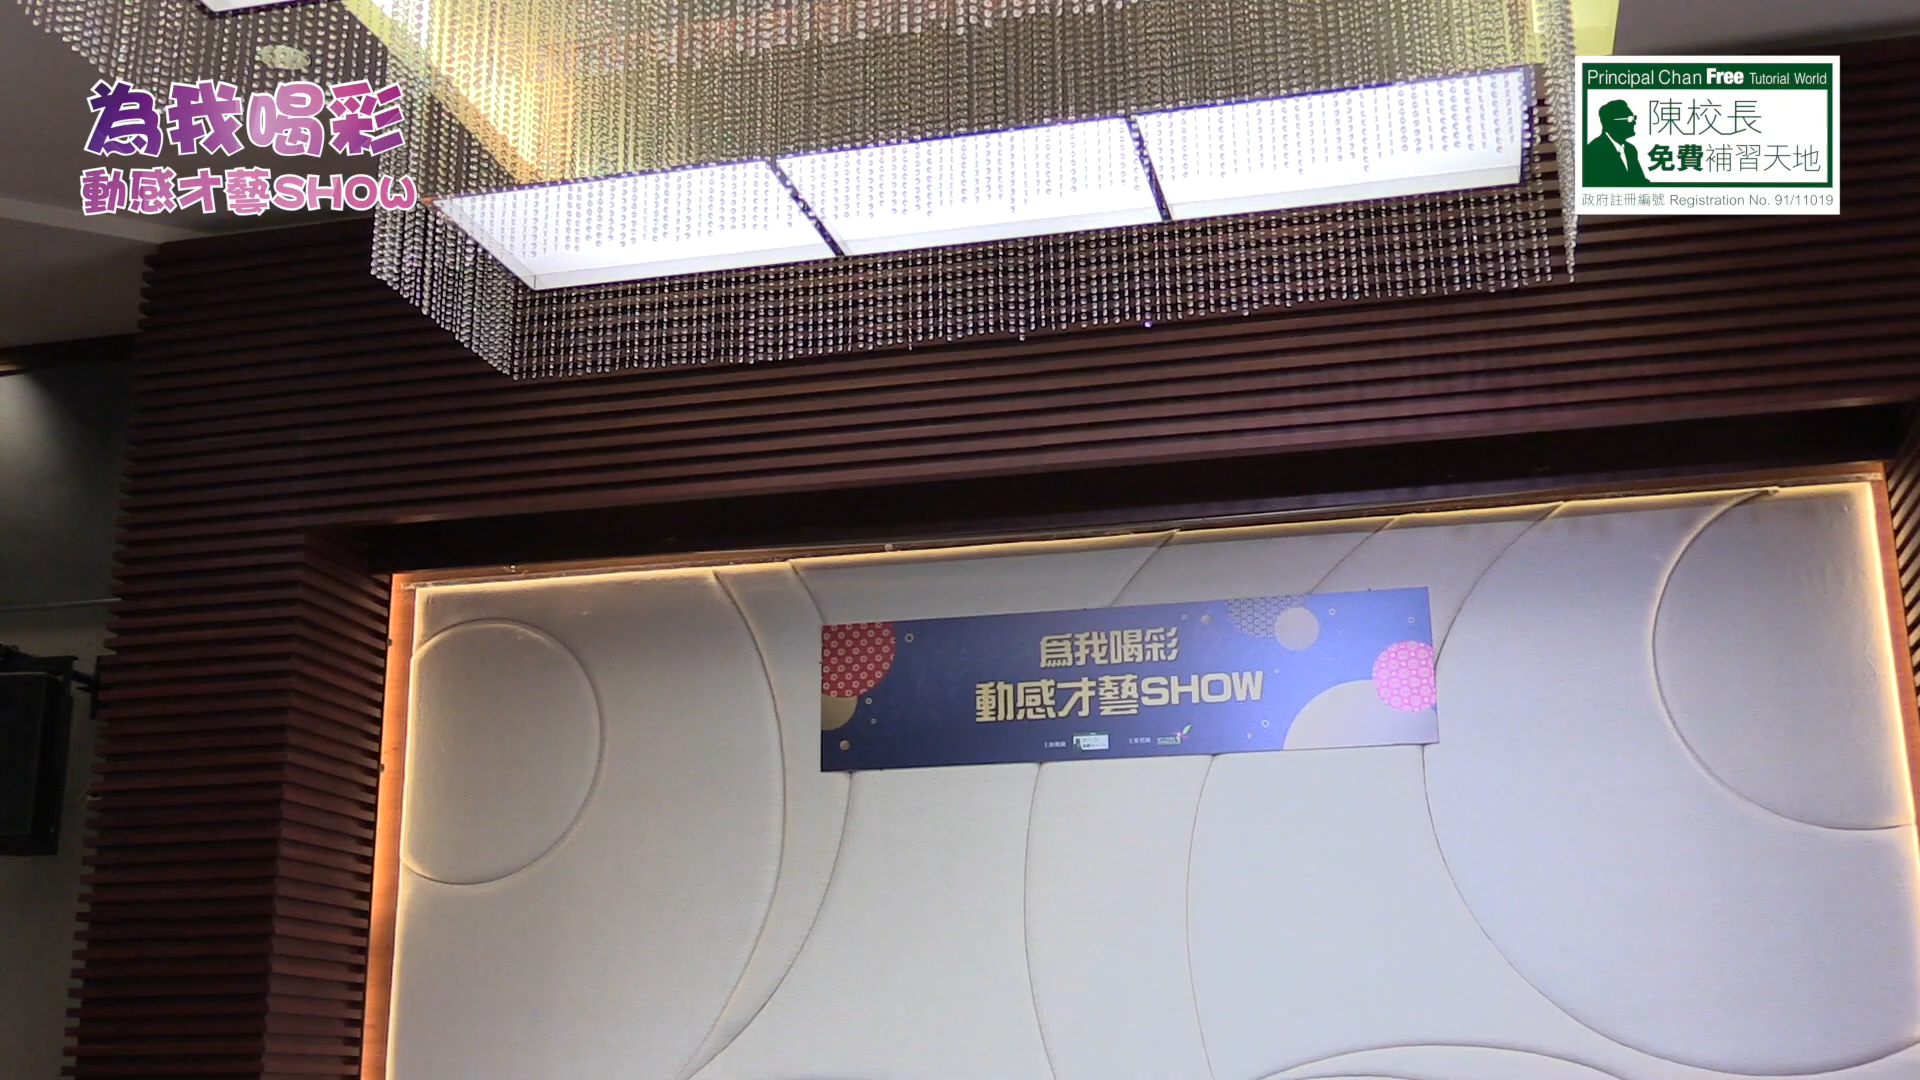 為我喝彩
動感才藝SHOW
Principal Chan Free Tutorial World
陳校長
免費補習天地
政府註冊編號 Registration No. 91/11019
為我喝彩
動感才藝SHOW